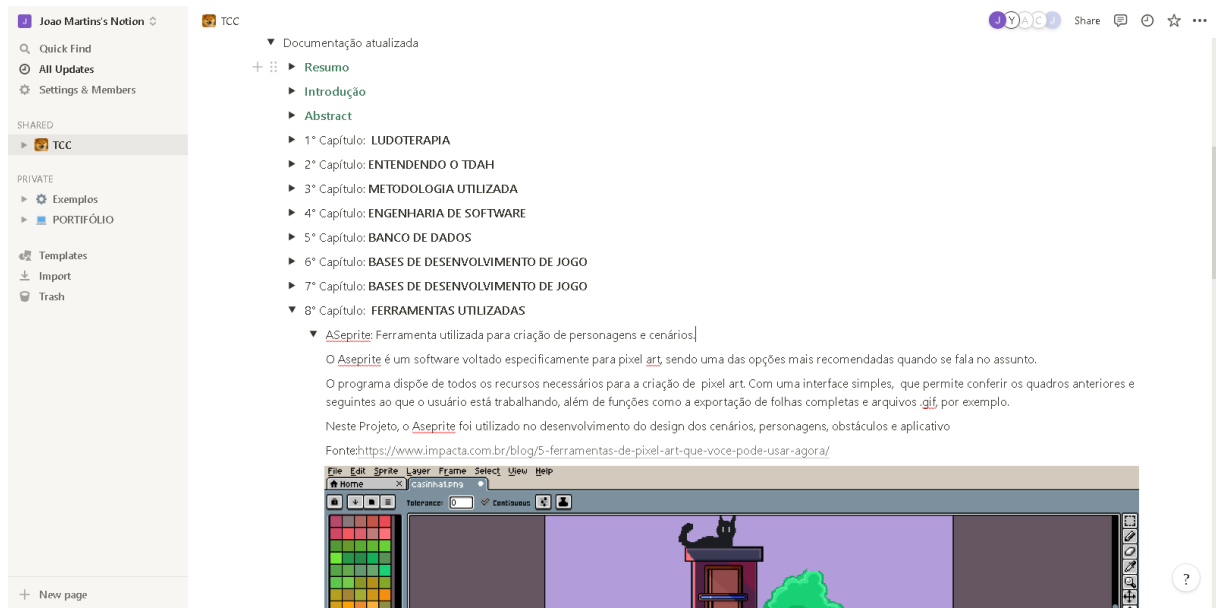 J Joao Martins's Notion
TCC
J Y A C J Share
Quick Find
All Updates
Settings & Members
SHARED
TCC
PRIVATE
Exemplos
PORTIFÓLIO
Templates
Import
Trash
New page
Documentação atualizada
Resumo
Introdução
Abstract
1° Capítulo: LUDOTERAPIA
2° Capítulo: ENTENDENDO O TDAH
3° Capítulo: METODOLOGIA UTILIZADA
4° Capítulo: ENGENHARIA DE SOFTWARE
5° Capítulo: BANCO DE DADOS
6° Capítulo: BASES DE DESENVOLVIMENTO DE JOGO
7° Capítulo: BASES DE DESENVOLVIMENTO DE JOGO
8° Capítulo: FERRAMENTAS UTILIZADAS
ASeprite: Ferramenta utilizada para criação de personagens e cenários.
O Aseprite é um software voltado especificamente para pixel art, sendo uma das opções mais recomendadas quando se fala no assunto.
O programa dispõe de todos os recursos necessários para a criação de pixel art. Com uma interface simples, que permite conferir os quadros anteriores e
seguintes ao que o usuário está trabalhando, além de funções como a exportação de folhas completas e arquivos .gif, por exemplo.
Neste Projeto, o Aseprite foi utilizado no desenvolvimento do design dos cenários, personagens, obstáculos e aplicativo
Fonte:https://www.impacta.com.br/blog/5-ferramentas-de-pixel-art-que-voce-pode-usar-agora/
File Edit Sprite Layer Frame Select View Help
Home casinha1.png
Tolerance: 0 Contiguous
?